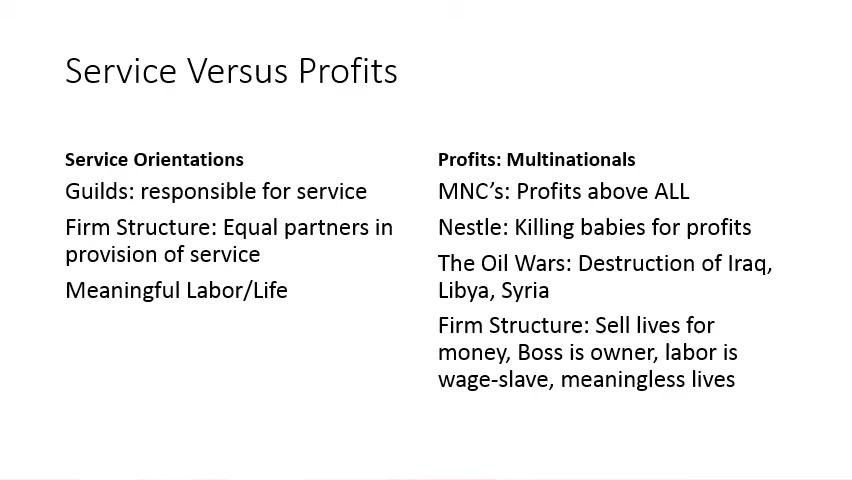 Service Versus Profits
Service Orientations
Guilds: responsible for service
Firm Structure: Equal partners in
provision of service
Meaningful Labor/Life
Profits: Multinationals
MNC’s: Profits above ALL
Nestle: Killing babies for profits
The Oil Wars: Destruction of Iraq,
Libya, Syria
Firm Structure: Sell lives for
money, Boss is owner, labor is
wage-slave, meaningless lives